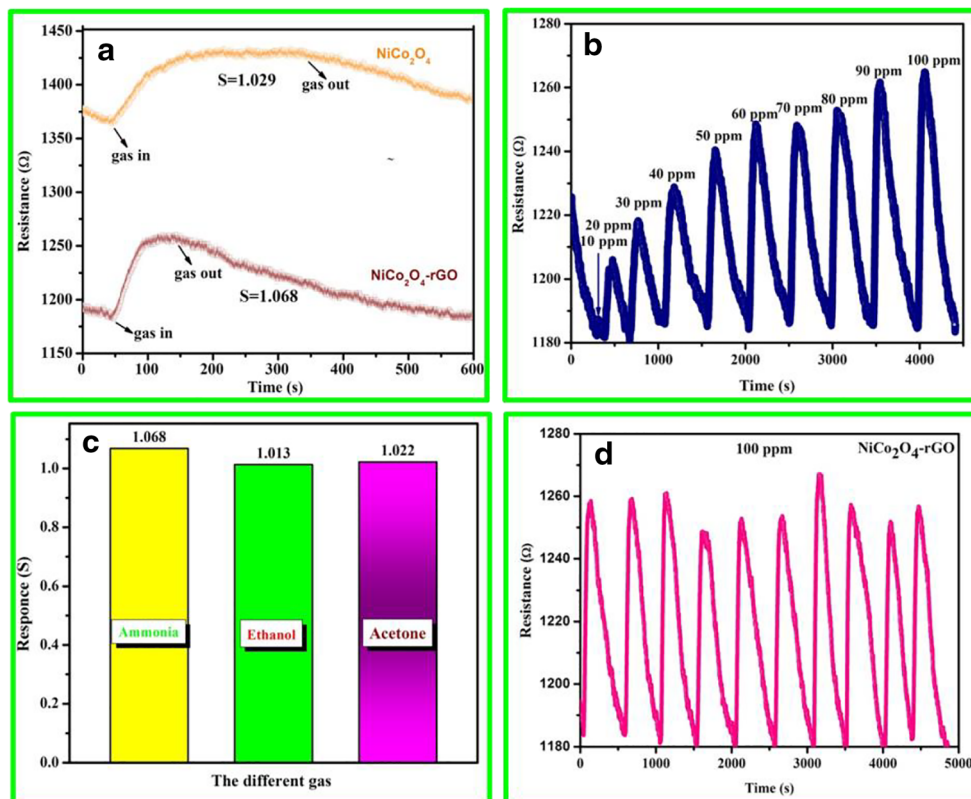 a
NiCo2O4
S=1.029
gas out
gas in
gas out
NiCo2O4-rGO
S=1.068
gas in
Resistance (Ω)
1450
1400
1350
1300
1250
1200
1150
0 100 200 300 400 500 600
Time (s)
b
10 ppm
20 ppm
30 ppm
40 ppm
50 ppm
60 ppm
70 ppm
80 ppm
90 ppm
100 ppm
Resistance (Ω)
1260
1240
1220
1200
1180
0 1000 2000 3000 4000
Time (s)
c
1.068
1.013
1.022
Ammonia
Ethanol
Acetone
Responce (S)
1.0
0.8
0.6
0.4
0.2
0.0
The different gas
d
100 ppm
NiCo2O4-rGO
Resistance (Ω)
1280
1260
1240
1220
1200
1180
0 1000 2000 3000 4000 5000
Time (s)